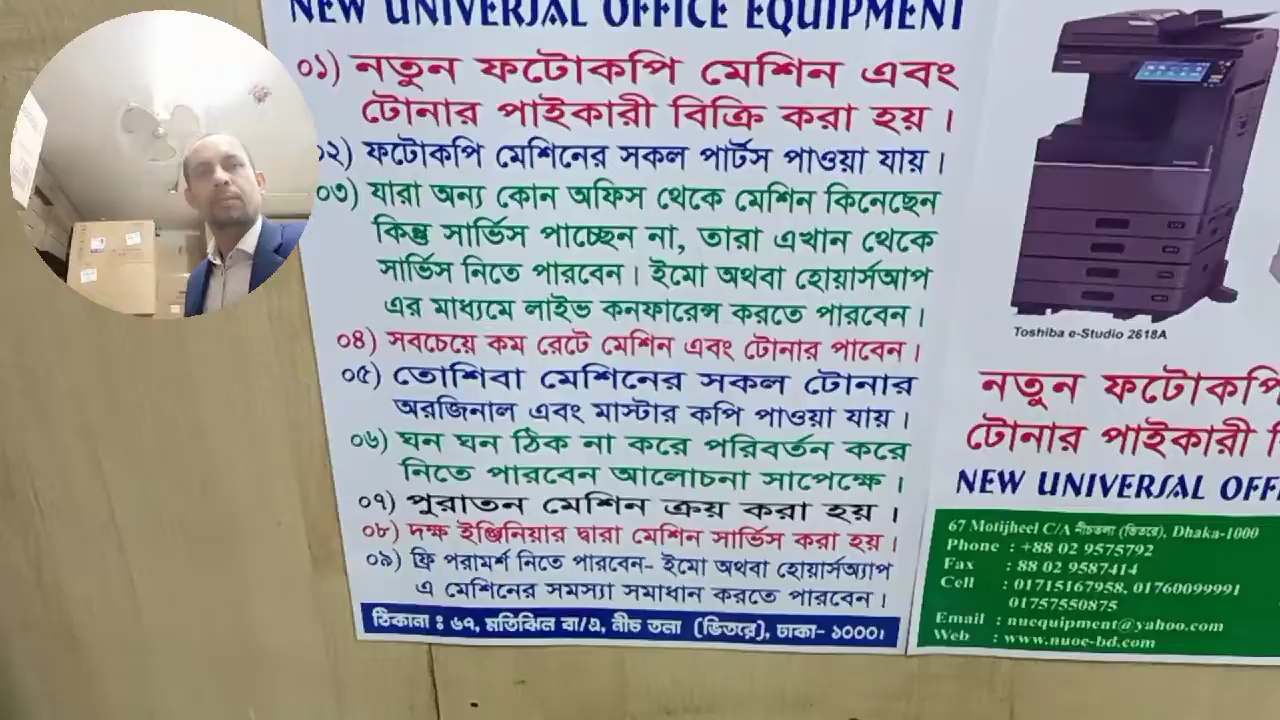 NEW UNIVERSAL OFFICE EQUIPMENT
০১) নতুন ফটোকপি মেশিন এবং
টোনার পাইকারী বিক্রি করা হয়।
০২) ফটোকপি মেশিনের সকল পার্টস পাওয়া যায়।
০৩) যারা অন্য কোন অফিস থেকে মেশিন কিনেছেন
কিন্তু সার্ভিস পাচ্ছেন না, তারা এখান থেকে
সার্ভিস নিতে পারবেন। ইমো অথবা হোয়ার্সআপ
এর মাধ্যমে লাইভ কনফারেন্স করতে পারবেন।
০৪) সবচেয়ে কম রেটে মেশিন এবং টোনার পাবেন।
০৫) তোশিবা মেশিনের সকল টোনার
অরজিনাল এবং মাস্টার কপি পাওয়া যায়।
০৬) ঘন ঘন ঠিক না করে পরিবর্তন করে
নিতে পারবেন আলোচনা সাপেক্ষে।
০৭) পুরাতন মেশিন ক্রয় করা হয়।
০৮) দক্ষ ইঞ্জিনিয়ার দ্বারা মেশিন সার্ভিস করা হয়।
০৯) ফ্রি পরামর্শ নিতে পারবেন- ইমো অথবা হোয়ার্সঅ্যাপ
এ মেশিনের সমস্যা সমাধান করতে পারবেন।
ঠিকানা : ৬৭, মতিঝিল বা/এ, নীচ তলা (ভিতরে), ঢাকা- ১০০০।
Toshiba e-Studio 2618A
নতুন ফটোকপি
টোনার পাইকারী
NEW UNIVERSAL OFF
67 Motijheel C/A নীচতলা (ভিতরে), Dhaka-1000
Phone : +88 02 9575792
Fax : 88 02 9587414
Cell : 01715167958, 01760099991
01757550875
Email : nuequipment@yahoo.com
Web : www.nuoe-bd.com